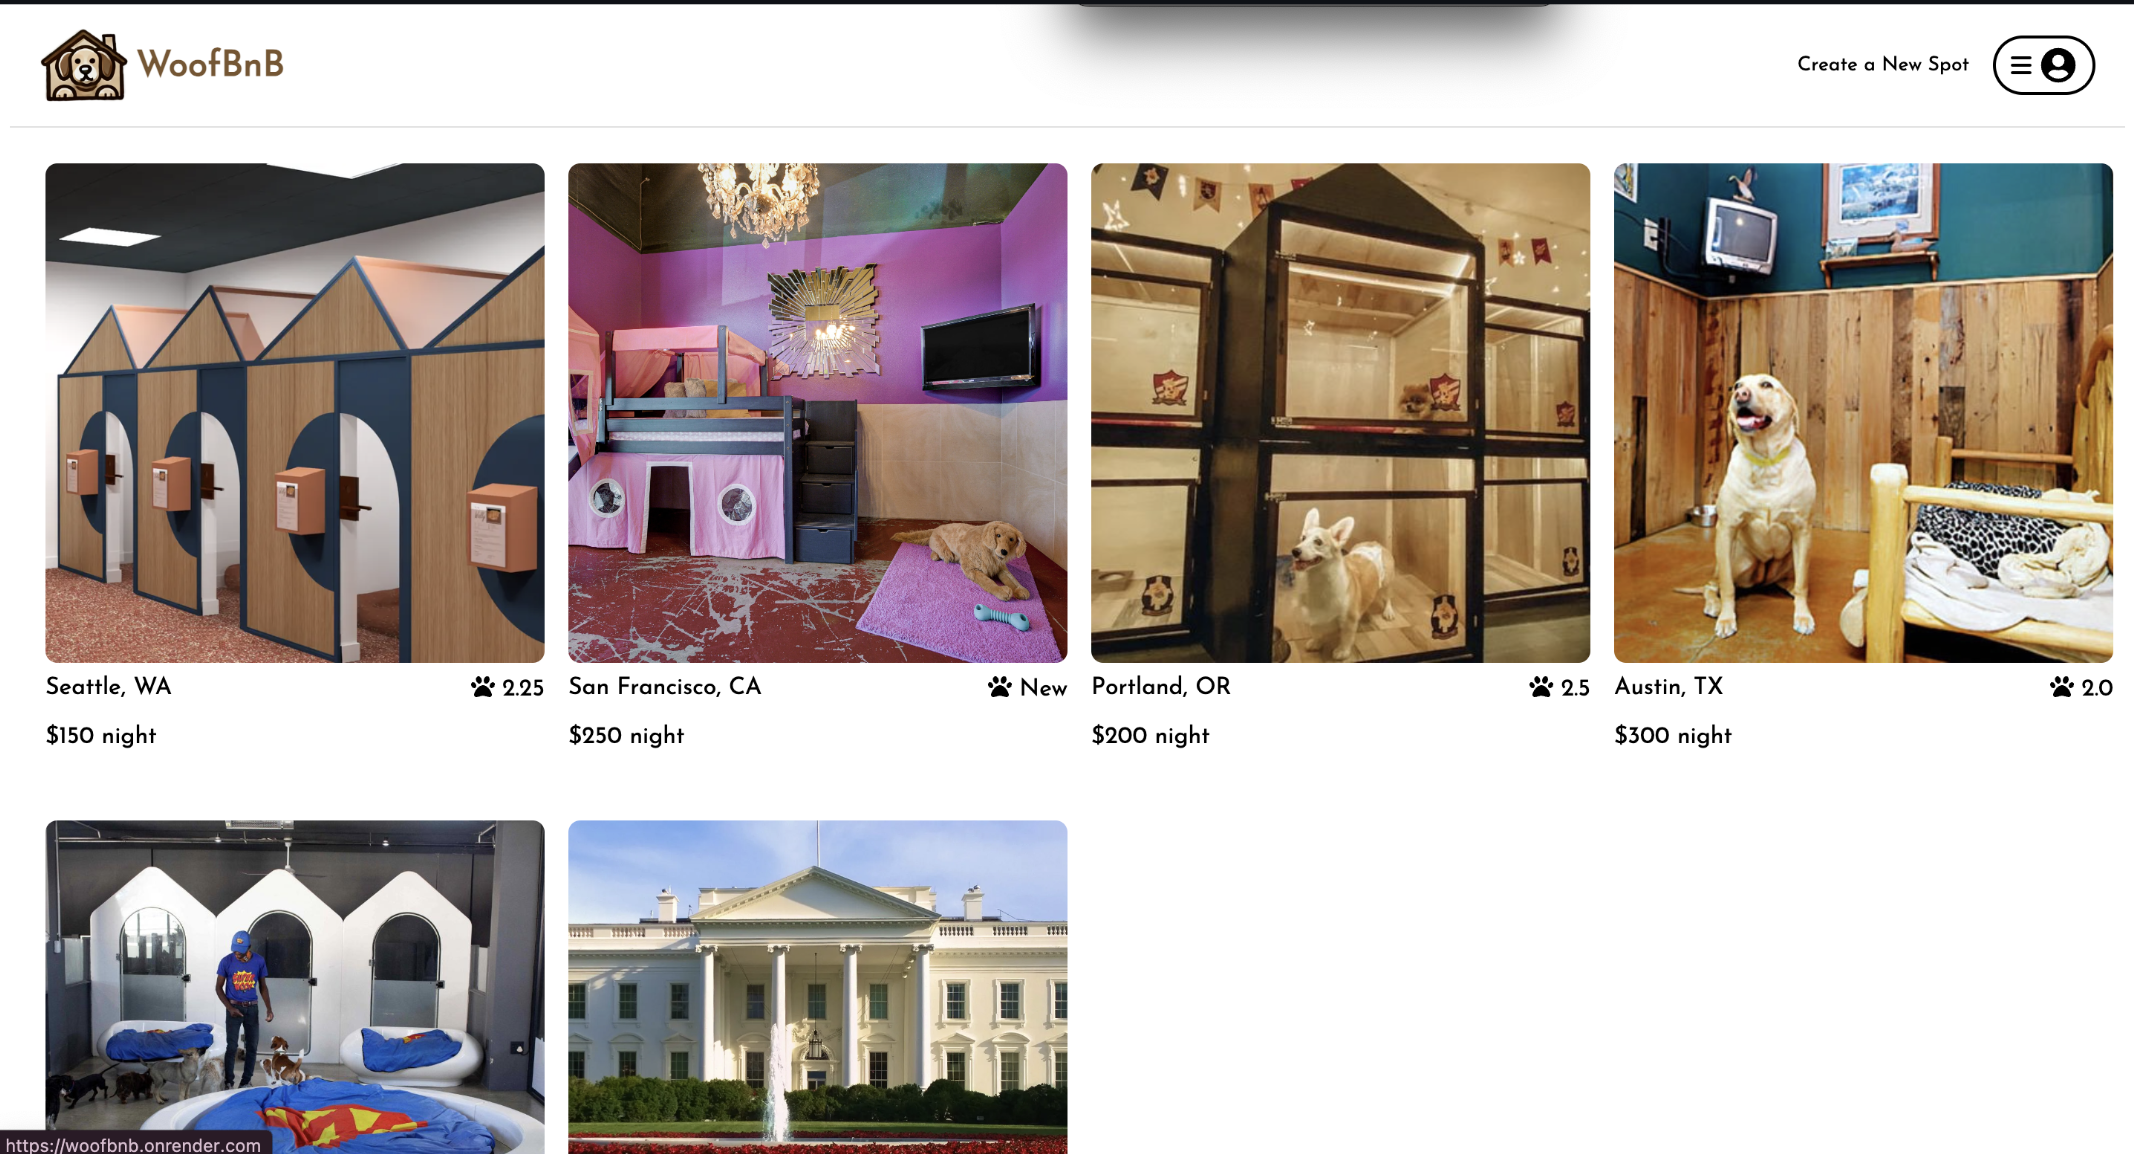 WoofBnB
Create a New Spot
Seattle, WA
2.25
$150 night
San Francisco, CA
New
$250 night
Portland, OR
2.5
$200 night
Austin, TX
2.0
$300 night
https://woofbnb.onrender.com